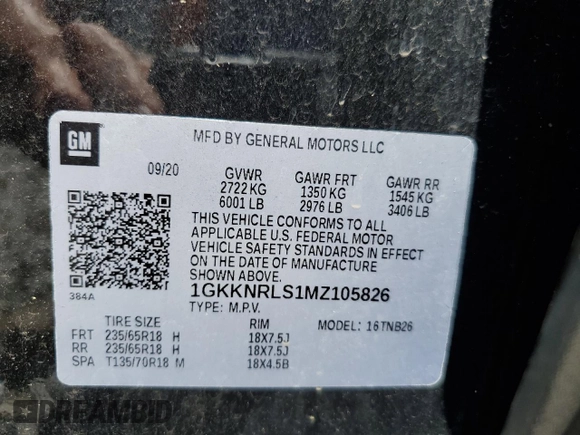 GM
MFD BY GENERAL MOTORS LLC
09/20 GVWR GAWR FRT GAWR RR
2722 KG 1350 KG 1545 KG
6001 LB 2976 LB 3406 LB
THIS VEHICLE CONFORMS TO ALL
APPLICABLE U.S. FEDERAL MOTOR
VEHICLE SAFETY STANDARDS IN EFFECT
ON THE DATE OF MANUFACTURE
SHOWN ABOVE.
384A
1GKKNRLS1MZ105826
TYPE: M.P.V.
TIRE SIZE RIM MODEL: 16TNB26
FRT 235/65R18 H 18X7.5J
RR 235/65R18 H 18X7.5J
SPA T135/70R18 M 18X4.5B
DREAMBID